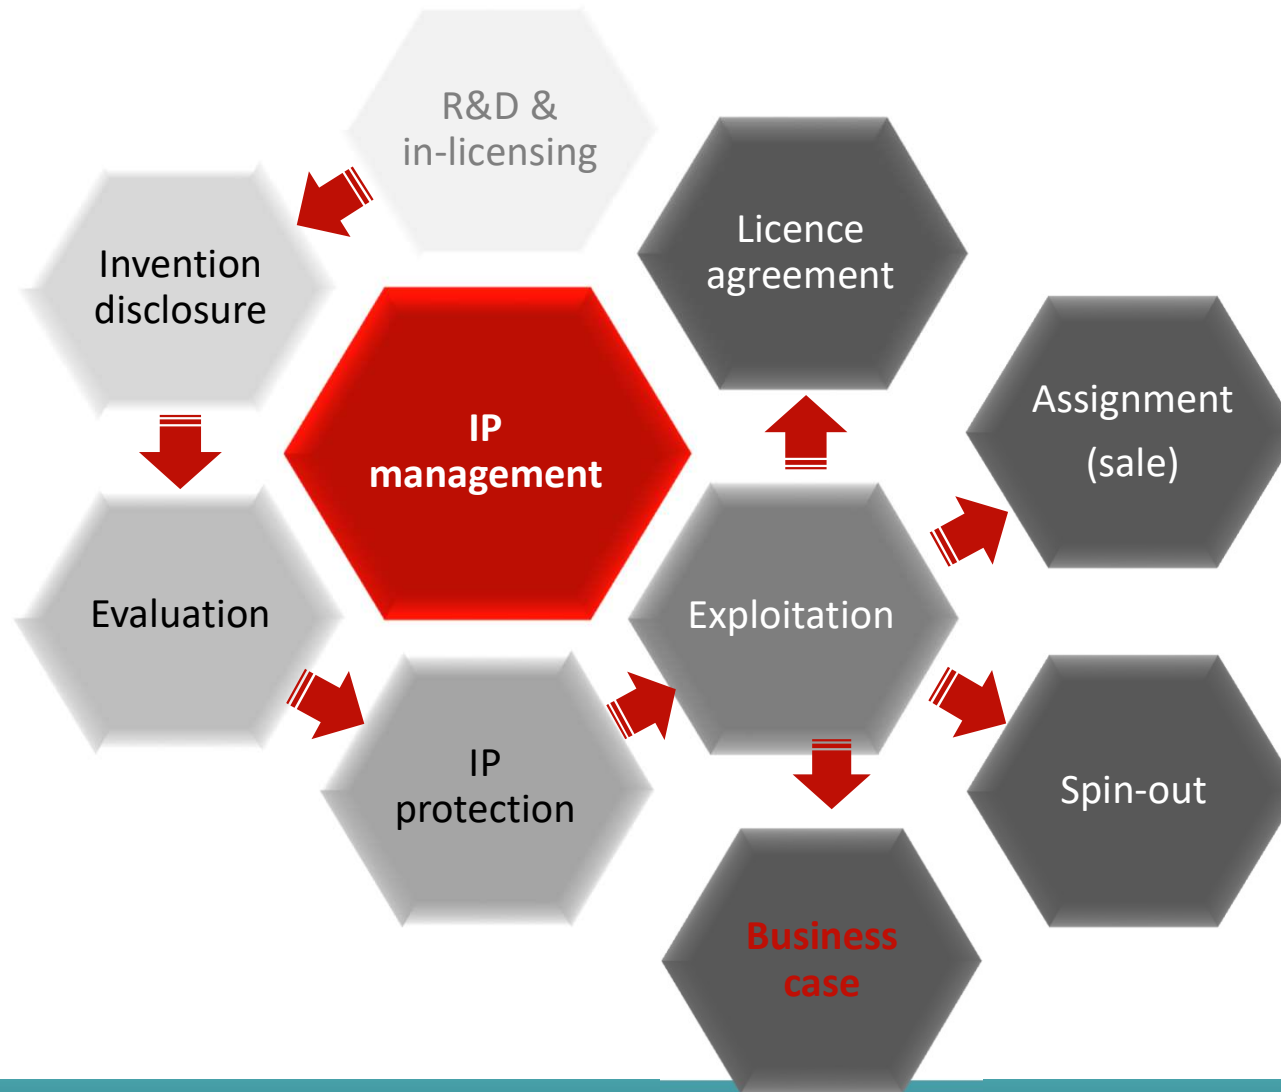 R&D &
in-licensing
Invention
disclosure
Evaluation
IP
protection
IP
management
Exploitation
Licence
agreement
Assignment
(sale)
Spin-out
Business
case